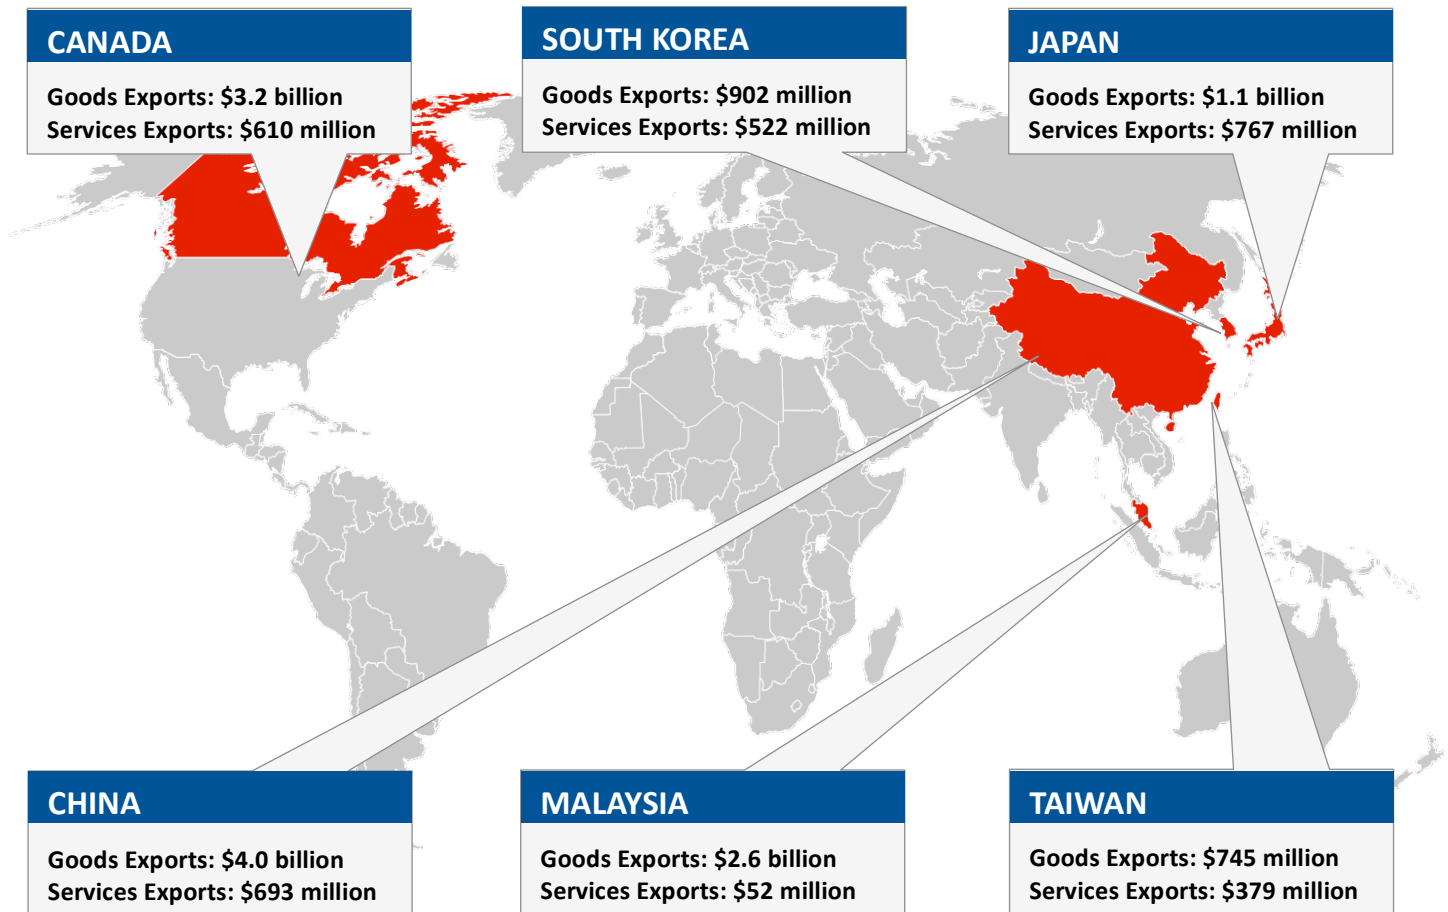 CANADA
Goods Exports: $3.2 billion
Services Exports: $610 million
SOUTH KOREA
Goods Exports: $902 million
Services Exports: $522 million
JAPAN
Goods Exports: $1.1 billion
Services Exports: $767 million
CHINA
Goods Exports: $4.0 billion
Services Exports: $693 million
MALAYSIA
Goods Exports: $2.6 billion
Services Exports: $52 million
TAIWAN
Goods Exports: $745 million
Services Exports: $379 million